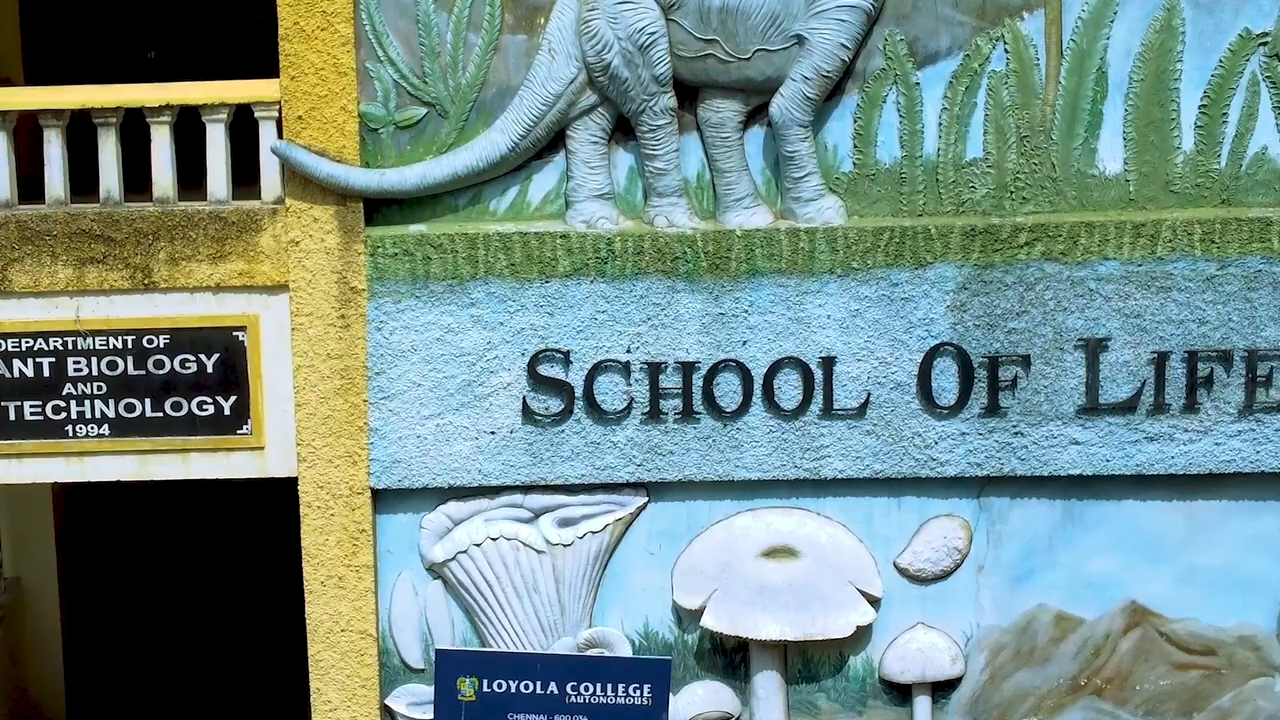 DEPARTMENT OF
ANT BIOLOGY
AND
TECHNOLOGY
1994
SCHOOL OF LIFE
LOYOLA COLLEGE
(AUTONOMOUS)
CHENNAI - 600 034